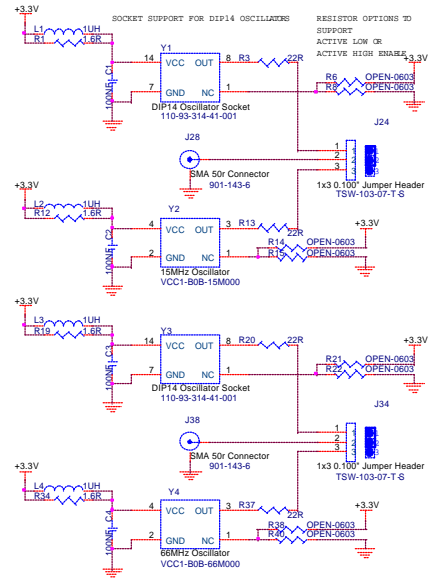 +3.3V
SOCKET SUPPORT FOR DIP14 OSCILLATORS
RESISTOR OPTIONS TO
SUPPORT
ACTIVE LOW OR
ACTIVE HIGH ENABLE
L1 1UH
R1 1.6R
C1 100NF
Y1
14 VCC OUT 8
7 GND NC 1
DIP14 Oscillator Socket
110-93-314-41-001
R3 22R
+3.3V
R6 OPEN-0603
R8 OPEN-0603
J24
1 1
2 2
3 3
1x3 0.100" Jumper Header
TSW-103-07-T-S
J28
SMA 50r Connector
901-143-6
+3.3V
L2 1UH
R12 1.6R
C2 100NF
Y2
4 VCC OUT 3
2 GND NC 1
15MHz Oscillator
VCC1-B0B-15M000
R13 22R
+3.3V
R14 OPEN-0603
R15 OPEN-0603
+3.3V
L3 1UH
R19 1.6R
C3 100NF
Y3
14 VCC OUT 8
7 GND NC 1
DIP14 Oscillator Socket
110-93-314-41-001
R20 22R
+3.3V
R21 OPEN-0603
R22 OPEN-0603
J34
1 1
2 2
3 3
1x3 0.100" Jumper Header
TSW-103-07-T-S
J38
SMA 50r Connector
901-143-6
+3.3V
L4 1UH
R34 1.6R
C4 100NF
Y4
4 VCC OUT 3
2 GND NC 1
66MHz Oscillator
VCC1-B0B-66M000
R37 22R
+3.3V
R38 OPEN-0603
R40 OPEN-0603